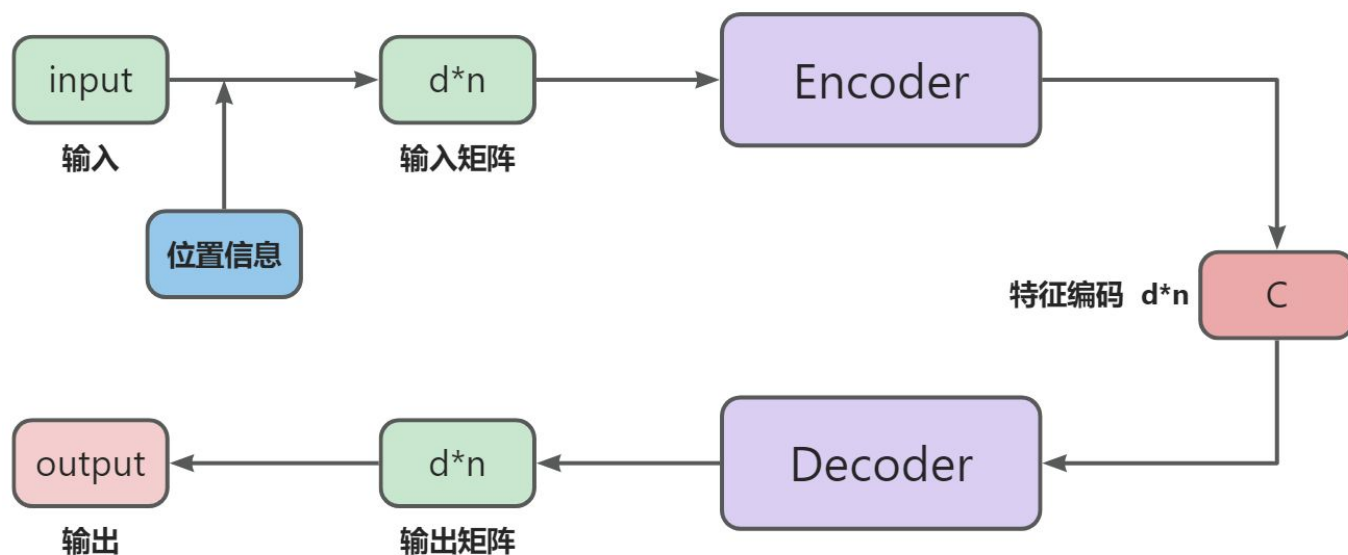 input
d*n
Encoder
输入
输入矩阵
位置信息
特征编码 d*n
C
output
d*n
Decoder
输出
输出矩阵